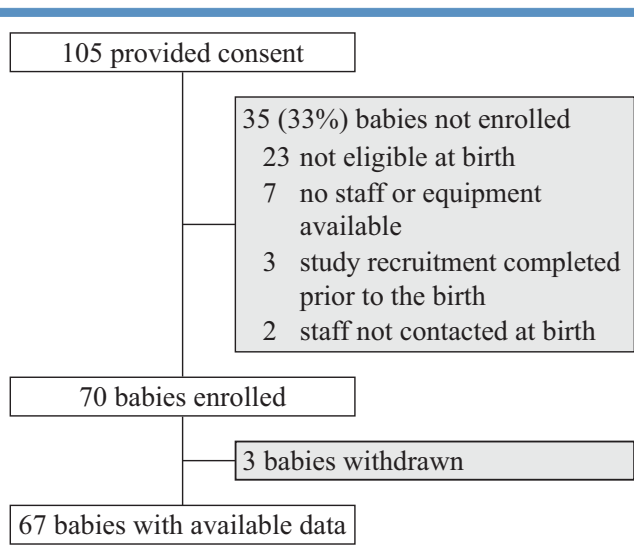 105 provided consent
35 (33%) babies not enrolled
23 not eligible at birth
7 no staff or equipment
available
3 study recruitment completed
prior to the birth
2 staff not contacted at birth
70 babies enrolled
3 babies withdrawn
67 babies with available data